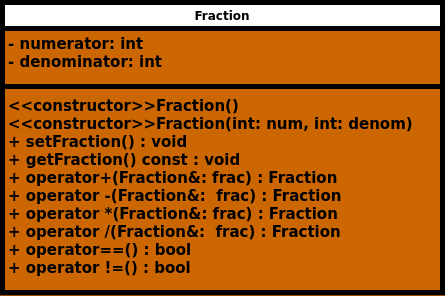 Fraction
- numerator: int
- denominator: int
<<constructor>>Fraction()
<<constructor>>Fraction(int: num, int: denom)
+ setFraction() : void
+ getFraction() const : void
+ operator+(Fraction&: frac) : Fraction
+ operator -(Fraction&:  frac) : Fraction
+ operator *(Fraction&: frac) : Fraction
+ operator /(Fraction&:  frac) : Fraction
+ operator==() : bool
+ operator !=() : bool